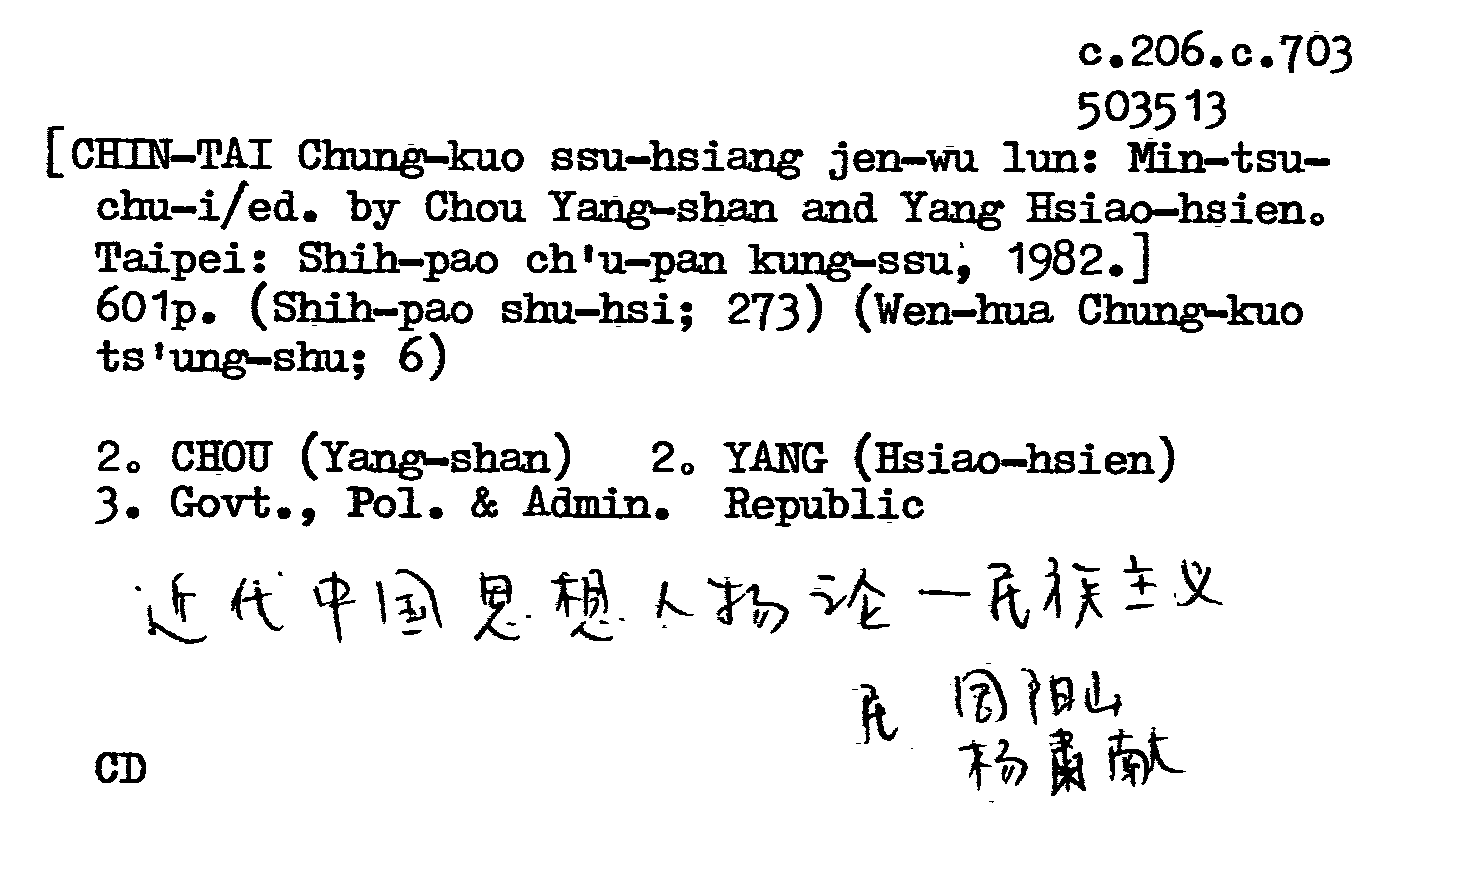 c.206.c.703
503513
[CHIN-TAI Chung-kuo ssu-hsiang jen-wu lun: Min-tsu-
chu-i/ed. by Chou Yang-shan and Yang Hsiao-hsien.
Taipei: Shih-pao ch'u-pan kung-ssu, 1982.]
601p. (Shih-pao shu-hsi; 273) (Wen-hua Chung-kuo
ts'ung-shu; 6)
2. CHOU (Yang-shan) 2. YANG (Hsiao-hsien)
3. Govt., Pol. & Admin. Republic
近代中国思想人物论一民族主义
民 周阳山
杨肃献
CD